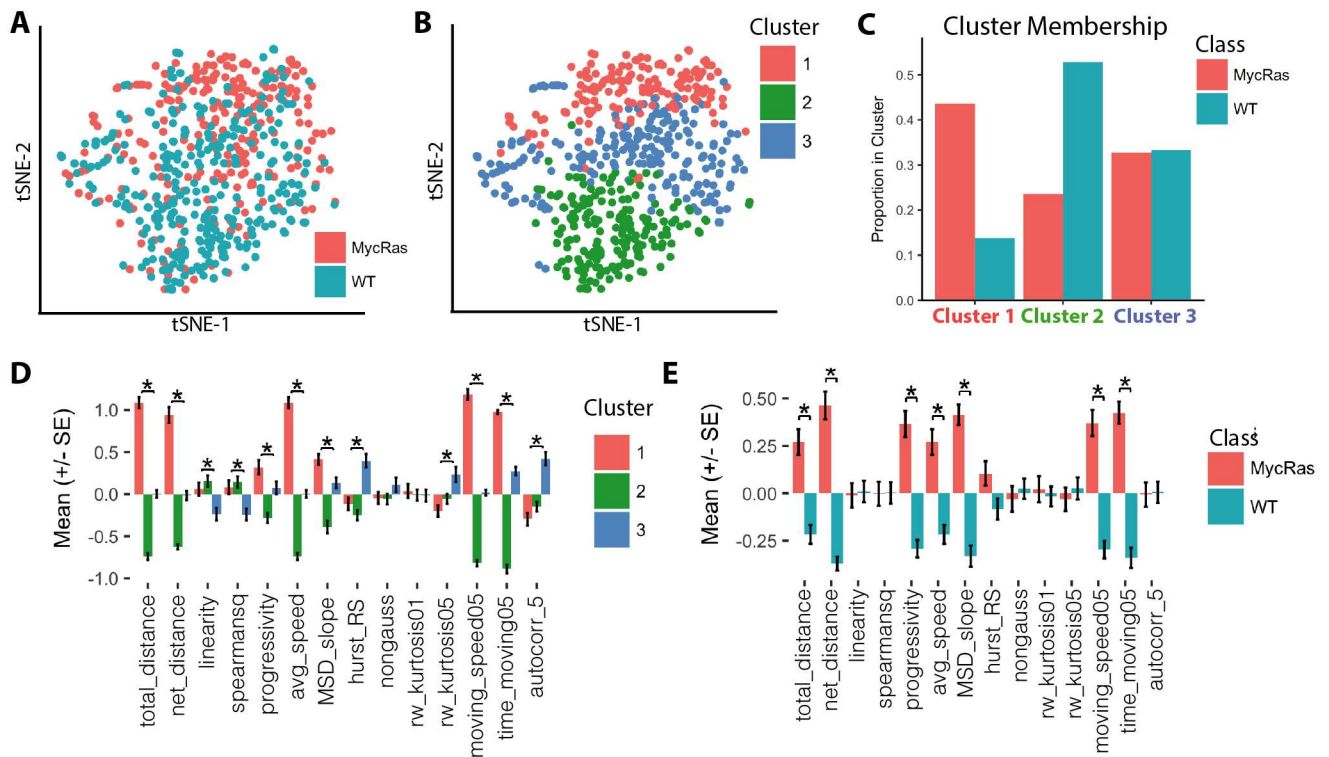 A
tSNE-2
tSNE-1
MycRas
WT
B
Cluster
1
2
3
tSNE-2
tSNE-1
C
Cluster Membership
Class
MycRas
WT
Proportion in Cluster
0.5
0.4
0.3
0.2
0.1
0.0
Cluster 1 Cluster 2 Cluster 3
D
Mean (+/- SE)
1.0
0.5
0.0
-0.5
-1.0
* * * * * * * * * * *
Cluster
1
2
3
total_distance
net_distance
linearity
spearmansq
progressivity
avg_speed
MSD_slope
hurst_RS
nongauss
rw_kurtosis01
rw_kurtosis05
moving_speed05
time_moving05
autocorr_5
E
Mean (+/- SE)
0.50
0.25
0.00
-0.25
* * * * * * *
Class
MycRas
WT
total_distance
net_distance
linearity
spearmansq
progressivity
avg_speed
MSD_slope
hurst_RS
nongauss
rw_kurtosis01
rw_kurtosis05
moving_speed05
time_moving05
autocorr_5